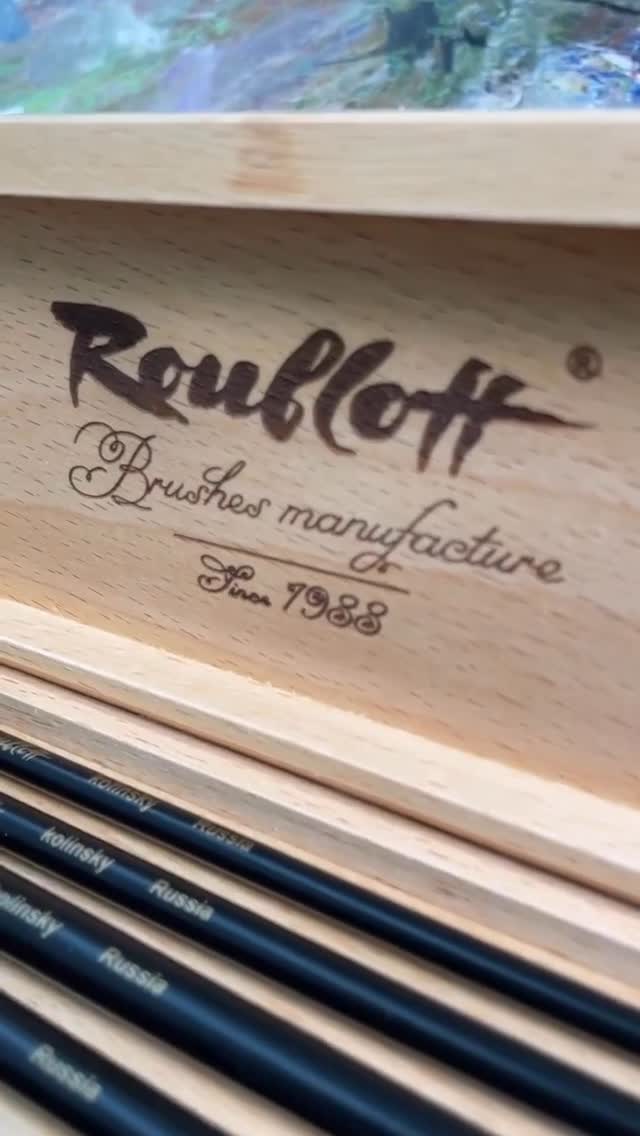 Roubloff ®
Brushes manufacture
Since 1988
kolinsky Russia
kolinsky Russia
kolinsky Russia
Russia